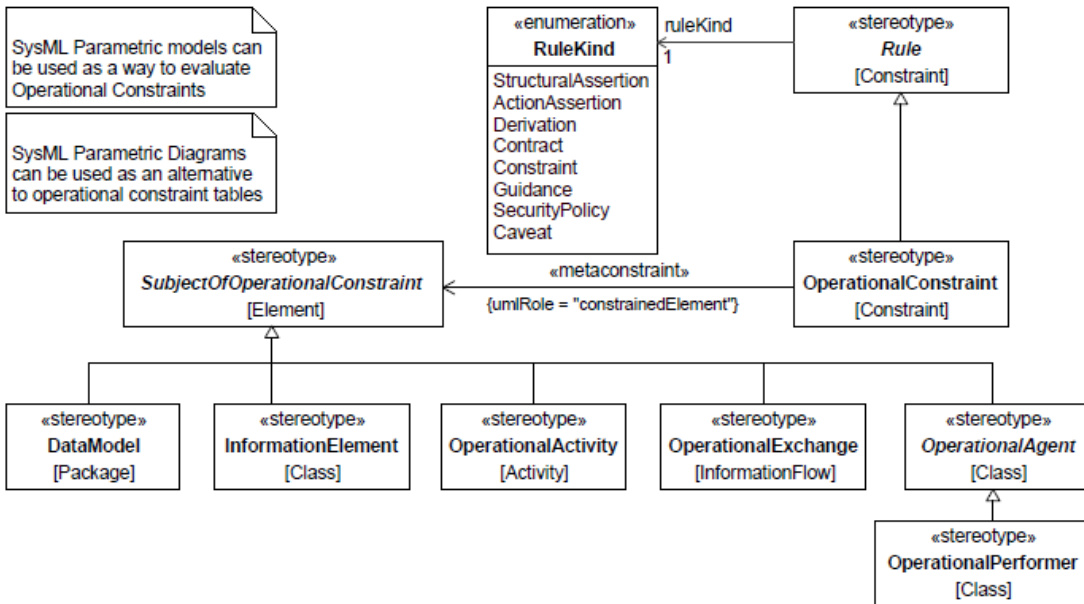 SysML Parametric models can
be used as a way to evaluate
Operational Constraints
SysML Parametric Diagrams
can be used as an alternative
to operational constraint tables
«enumeration»
RuleKind
StructuralAssertion
ActionAssertion
Derivation
Contract
Constraint
Guidance
SecurityPolicy
Caveat
ruleKind
1
«stereotype»
Rule
[Constraint]
«stereotype»
SubjectOfOperationalConstraint
[Element]
«metaconstraint»
{umlRole = "constrainedElement"}
«stereotype»
OperationalConstraint
[Constraint]
«stereotype»
DataModel
[Package]
«stereotype»
InformationElement
[Class]
«stereotype»
OperationalActivity
[Activity]
«stereotype»
OperationalExchange
[InformationFlow]
«stereotype»
OperationalAgent
[Class]
«stereotype»
OperationalPerformer
[Class]